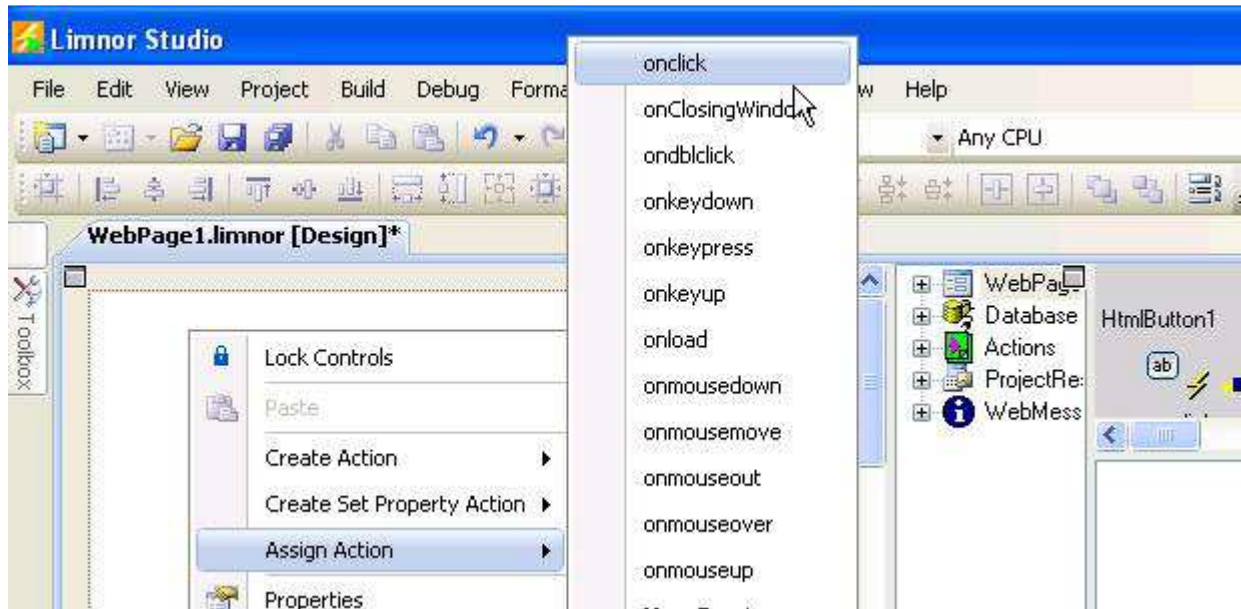 Limnor Studio
File Edit View Project Build Debug Forma w Help
Any CPU
WebPage1.limnor [Design]*
Toolbox
Lock Controls
Paste
Create Action
Create Set Property Action
Assign Action
Properties
onclick
onClosingWindo
ondblclick
onkeydown
onkeypress
onkeyup
onload
onmousedown
onmousemove
onmouseout
onmouseover
onmouseup
WebPag
Database
Actions
ProjectRe
WebMess
HtmlButton1
ab